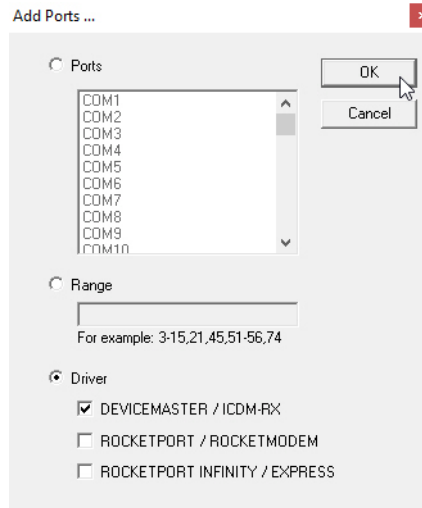 Add Ports ...
Ports
OK
COM1
COM2
COM3
COM4
COM5
COM6
COM7
COM8
COM9
COM10
Cancel
Range
For example: 3-15,21,45,51-56,74
Driver
DEVICEMASTER / ICDM-RX
ROCKETPORT / ROCKETMODEM
ROCKETPORT INFINITY / EXPRESS